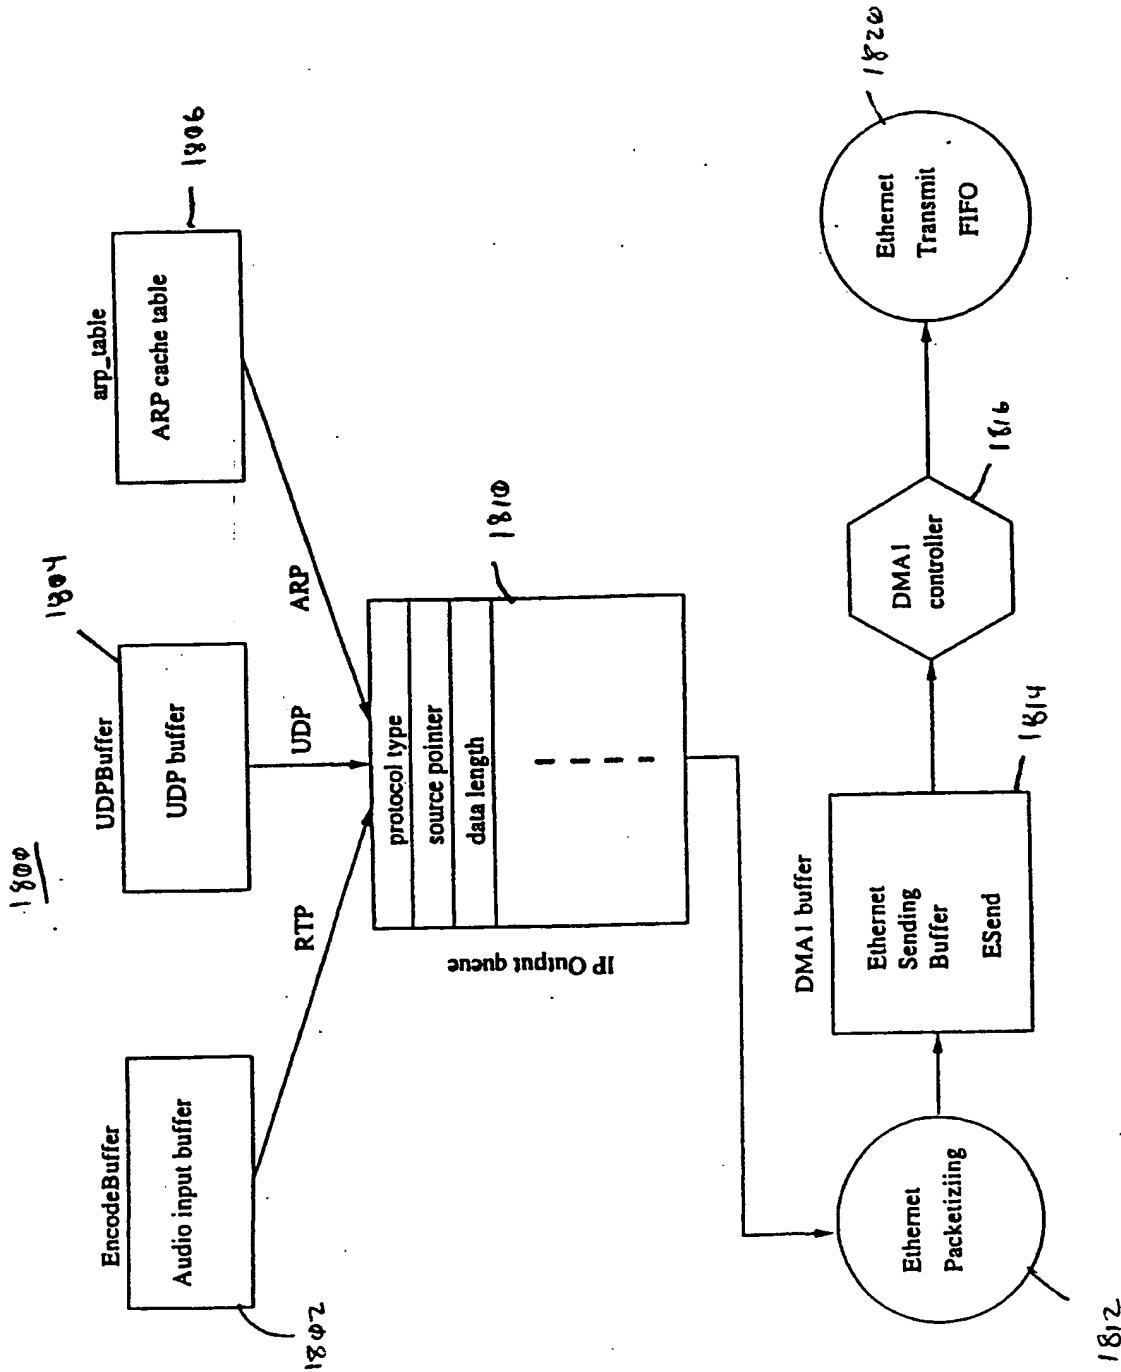 1800
EncodeBuffer
Audio input buffer
1802
UDPBuffer
UDP buffer
1804
arp_table
ARP cache table
1806
RTP
UDP
ARP
IP Output queue
protocol type
source pointer
data length
1810
Ethernet
Packetiziing
1812
DMA1 buffer
Ethernet
Sending
Buffer
ESend
1814
DMA1
controller
1816
Ethernet
Transmit
FIFO
1820